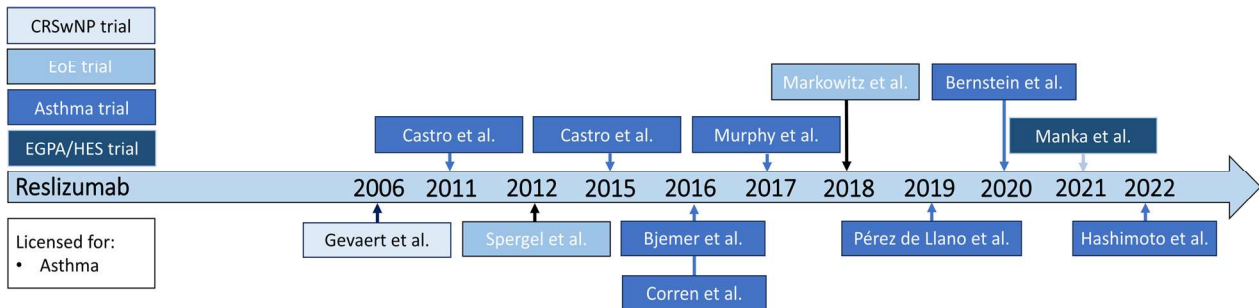 CRSwNP trial
EoE trial
Asthma trial
EGPA/HES trial
Markowitz et al.
Bernstein et al.
Castro et al.
Castro et al.
Murphy et al.
Manka et al.
Reslizumab
2006 2011 2012 2015 2016 2017 2018 2019 2020 2021 2022
Licensed for:
• Asthma
Gevaert et al.
Spergel et al.
Bjemer et al.
Pérez de Llano et al.
Hashimoto et al.
Corren et al.